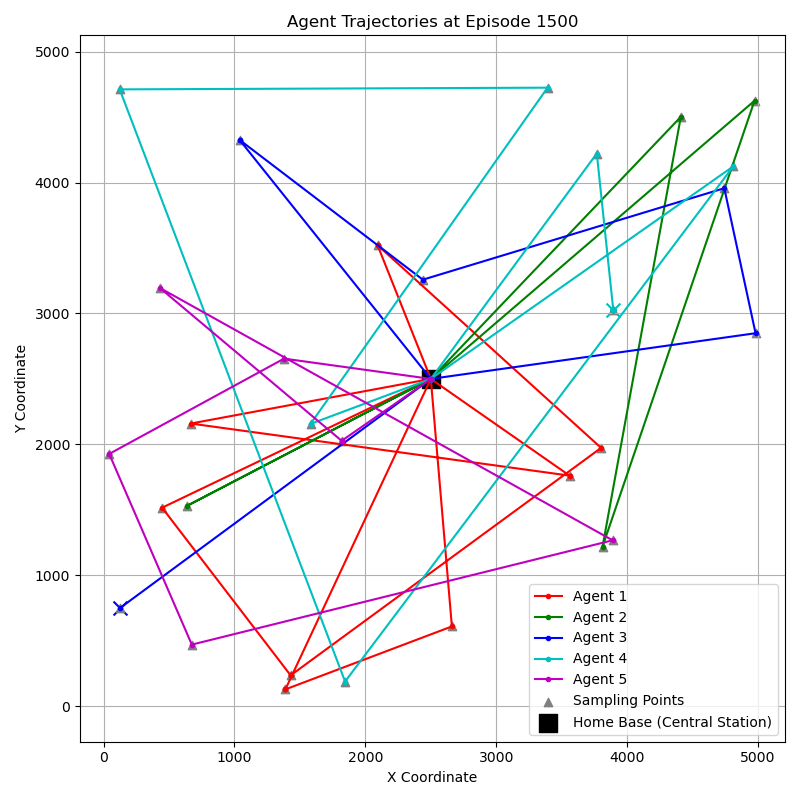 Agent Trajectories at Episode 1500
Y Coordinate
5000
4000
3000
2000
1000
0
0 1000 2000 3000 4000 5000
X Coordinate
Agent 1
Agent 2
Agent 3
Agent 4
Agent 5
Sampling Points
Home Base (Central Station)